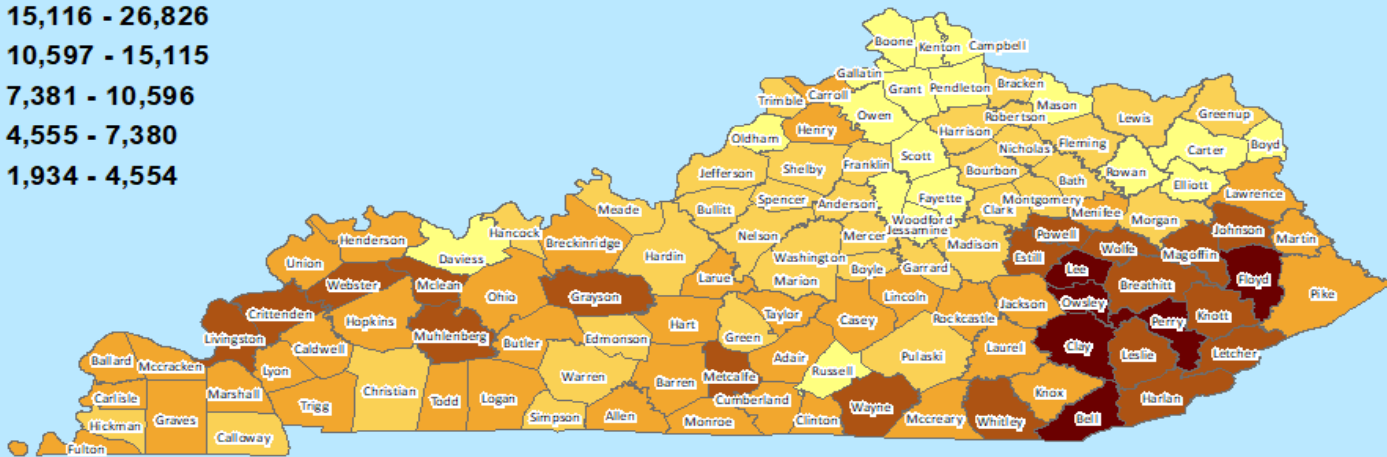 15,116 - 26,826
10,597 - 15,115
7,381 - 10,596
4,555 - 7,380
1,934 - 4,554
Boone
Kenton
Campbell
Gallatin
Grant
Pendleton
Bracken
Mason
Trimble
Carroll
Owen
Robertson
Lewis
Greenup
Oldham
Henry
Harrison
Nicholas
Fleming
Carter
Boyd
Jefferson
Shelby
Franklin
Scott
Bourbon
Rowan
Elliott
Bath
Lawrence
Bullitt
Spencer
Anderson
Fayette
Woodford
Jessamine
Clark
Montgomery
Menifee
Morgan
Meade
Hancock
Breckinridge
Daviess
Henderson
Union
Hardin
Nelson
Washington
Mercer
Madison
Powell
Wolfe
Magoffin
Johnson
Martin
Webster
Mclean
Ohio
Grayson
Larue
Marion
Boyle
Garrard
Estill
Lee
Breathitt
Floyd
Pike
Crittenden
Livingston
Hopkins
Muhlenberg
Butler
Edmonson
Hart
Green
Taylor
Casey
Lincoln
Rockcastle
Jackson
Owsley
Perry
Knott
Ballard
Mccracken
Lyon
Caldwell
Warren
Barren
Metcalfe
Adair
Russell
Pulaski
Laurel
Clay
Leslie
Letcher
Carlisle
Marshall
Christian
Todd
Logan
Simpson
Allen
Monroe
Cumberland
Clinton
Wayne
Mccreary
Whitley
Knox
Bell
Harlan
Hickman
Graves
Trigg
Calloway
Fulton